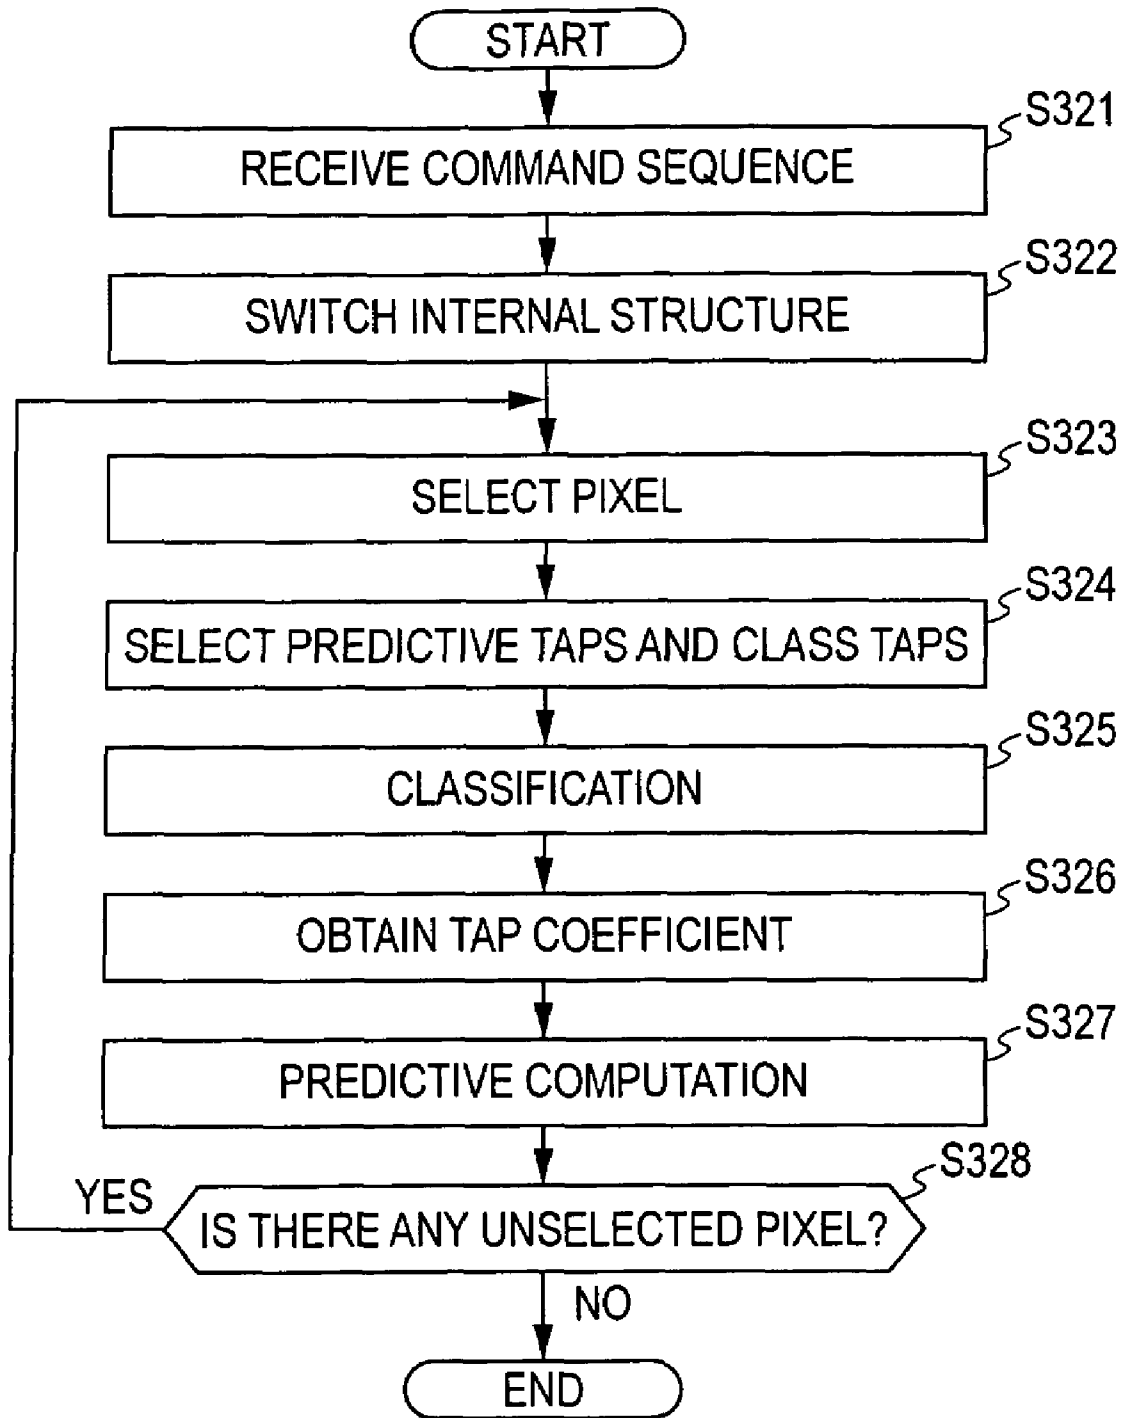 START
S321
RECEIVE COMMAND SEQUENCE
S322
SWITCH INTERNAL STRUCTURE
S323
SELECT PIXEL
S324
SELECT PREDICTIVE TAPS AND CLASS TAPS
S325
CLASSIFICATION
S326
OBTAIN TAP COEFFICIENT
S327
PREDICTIVE COMPUTATION
S328
YES
IS THERE ANY UNSELECTED PIXEL?
NO
END